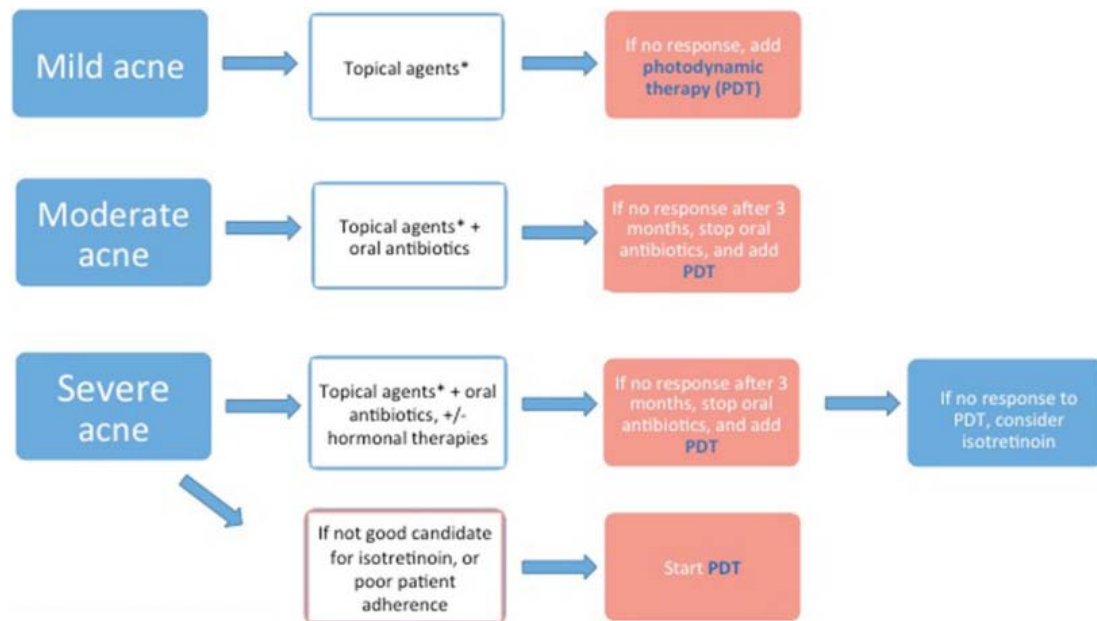 Mild acne
Topical agents*
If no response, add
photodynamic
therapy (PDT)
Moderate
acne
Topical agents* +
oral antibiotics
If no response after 3
months, stop oral
antibiotics, and add
PDT
Severe
acne
Topical agents* + oral
antibiotics, +/-
hormonal therapies
If no response after 3
months, stop oral
antibiotics, and add
PDT
If no response to
PDT, consider
isotretinoin
If not good candidate
for isotretinoin, or
poor patient
adherence
Start PDT